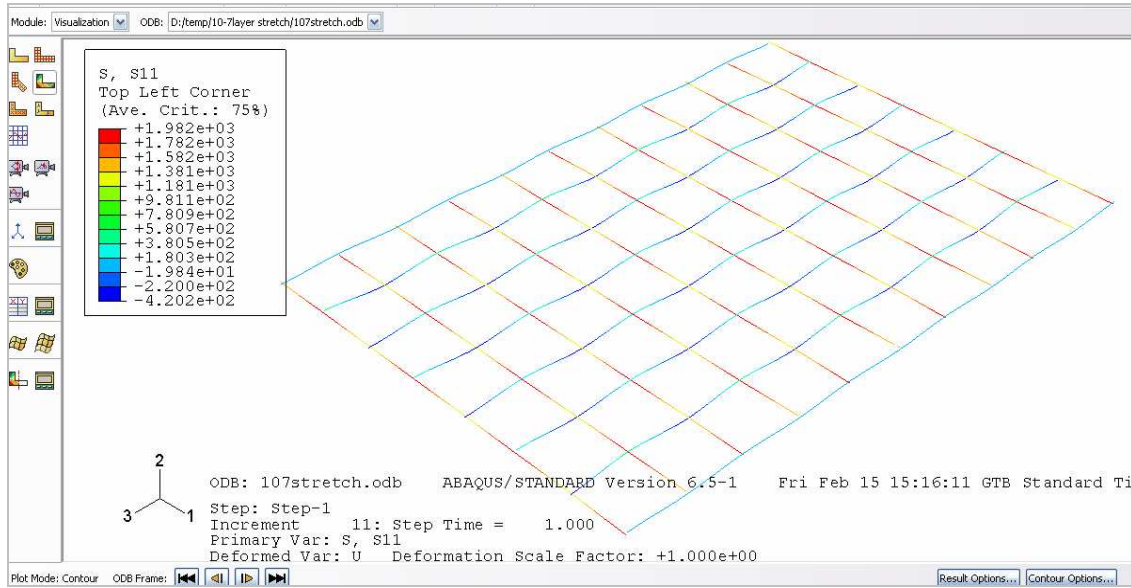 Module: Visualization ODB: D:/temp/10-7layer stretch/107stretch.odb
S, S11
Top Left Corner
(Ave. Crit.: 75%)
+1.982e+03
+1.782e+03
+1.582e+03
+1.381e+03
+1.181e+03
+9.811e+02
+7.809e+02
+5.807e+02
+3.805e+02
+1.803e+02
-1.984e+01
-2.200e+02
-4.202e+02
2
3
1
ODB: 107stretch.odb ABAQUS/STANDARD Version 6.5-1 Fri Feb 15 15:16:11 GTB Standard Ti
Step: Step-1
Increment 11: Step Time = 1.000
Primary Var: S, S11
Deformed Var: U Deformation Scale Factor: +1.000e+00
Plot Mode: Contour ODB Frame: Result Options... Contour Options...